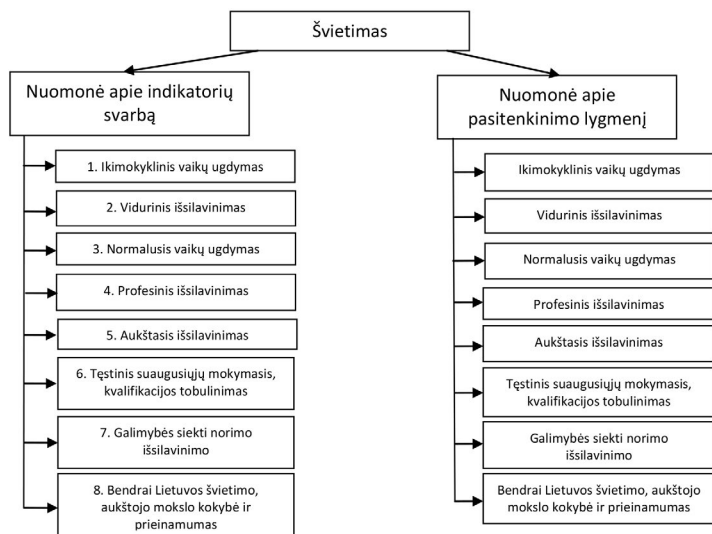 Švietimas
Nuomonė apie indikatorių
svarbą
1. Ikimokyklinis vaikų ugdymas
2. Vidurinis išsilavinimas
3. Normalusis vaikų ugdymas
4. Profesinis išsilavinimas
5. Aukštasis išsilavinimas
6. Tęstinis suaugusiųjų mokymasis,
kvalifikacijos tobulinimas
7. Galimybės siekti norimo
išsilavinimo
8. Bendrai Lietuvos švietimo,
aukštojo mokslo kokybė ir
prieinamumas
Nuomonė apie
pasitenkinimo lygmenį
Ikimokyklinis vaikų ugdymas
Vidurinis išsilavinimas
Normalusis vaikų ugdymas
Profesinis išsilavinimas
Aukštasis išsilavinimas
Tęstinis suaugusiųjų mokymasis,
kvalifikacijos tobulinimas
Galimybės siekti norimo
išsilavinimo
Bendrai Lietuvos švietimo, aukštojo
mokslo kokybė ir prieinamumas